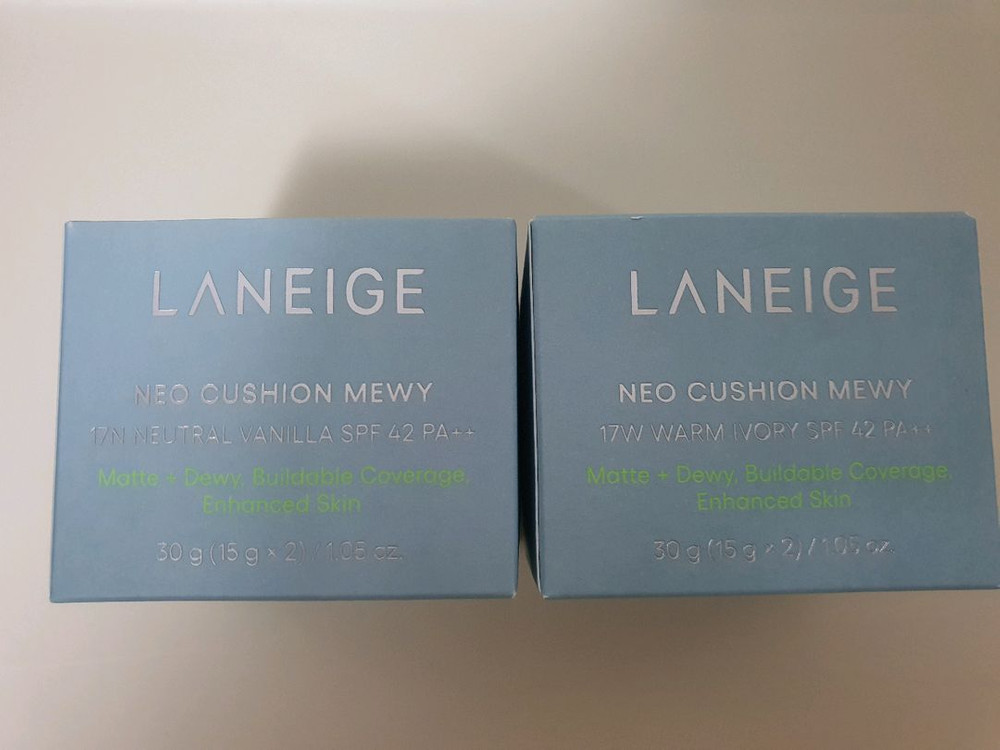 LANEIGE
NEO CUSHION MEWY
17N NEUTRAL VANILLA SPF 42 PA++
Matte + Dewy, Buildable Coverage,
Enhanced Skin
30 g (15 g × 2) / 1.05 oz.
LANEIGE
NEO CUSHION MEWY
17W WARM IVORY SPF 42 PA++
Matte + Dewy, Buildable Coverage,
Enhanced Skin
30 g (15 g × 2) / 1.05 oz.